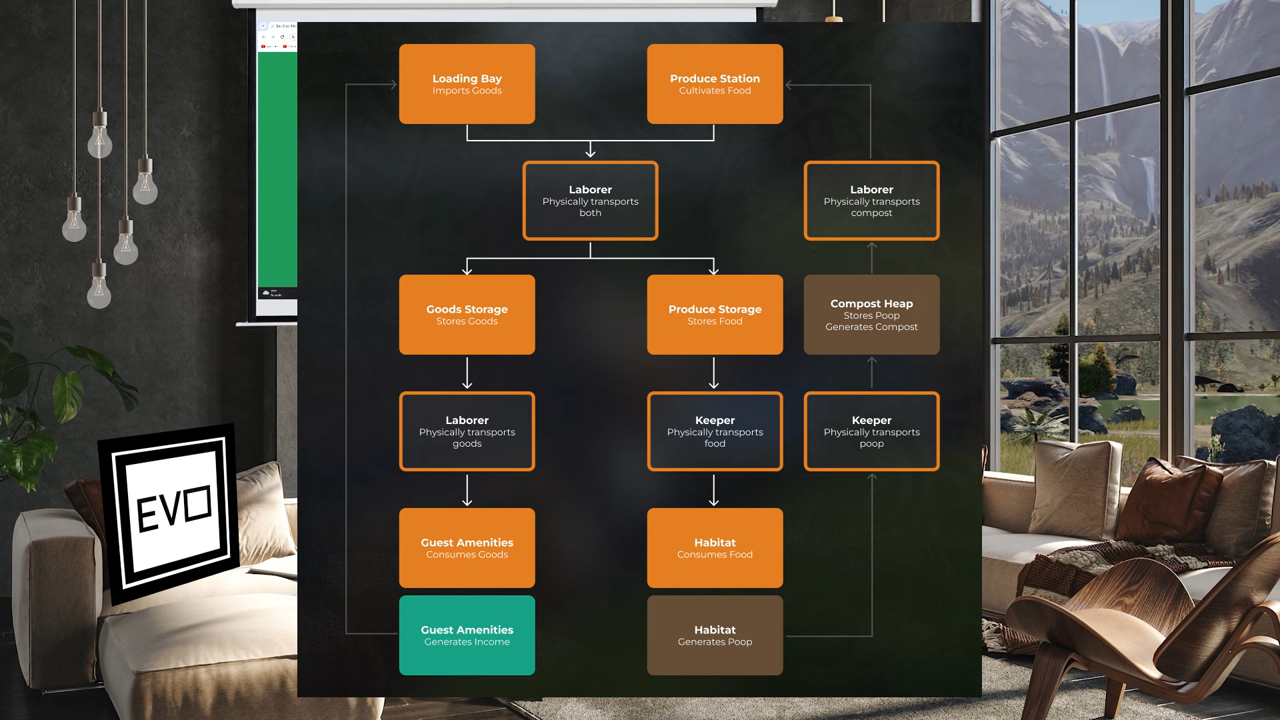 Loading Bay
Imports Goods
Produce Station
Cultivates Food
Laborer
Physically transports
both
Laborer
Physically transports
compost
Goods Storage
Stores Goods
Produce Storage
Stores Food
Compost Heap
Stores Poop
Generates Compost
Laborer
Physically transports
goods
Keeper
Physically transports
food
Keeper
Physically transports
poop
EVO
Guest Amenities
Consumes Goods
Habitat
Consumes Food
Guest Amenities
Generates Income
Habitat
Generates Poop